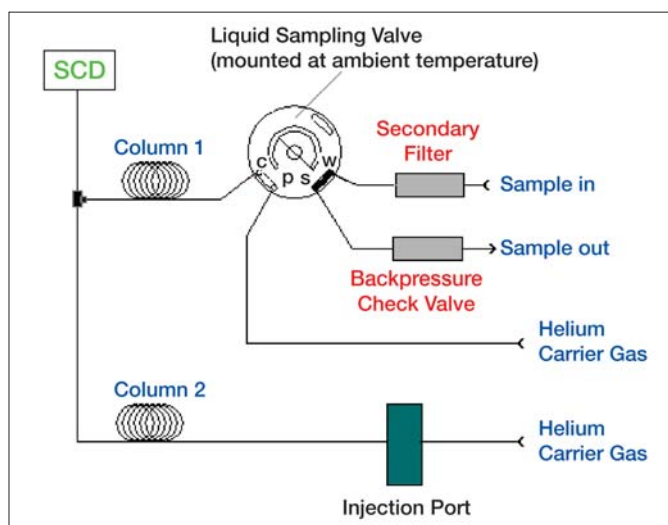 Liquid Sampling Valve
(mounted at ambient temperature)
SCD
Column 1
Secondary
Filter
c
w
p s
Sample in
Sample out
Backpressure
Check Valve
Helium
Carrier Gas
Column 2
Helium
Carrier Gas
Injection Port